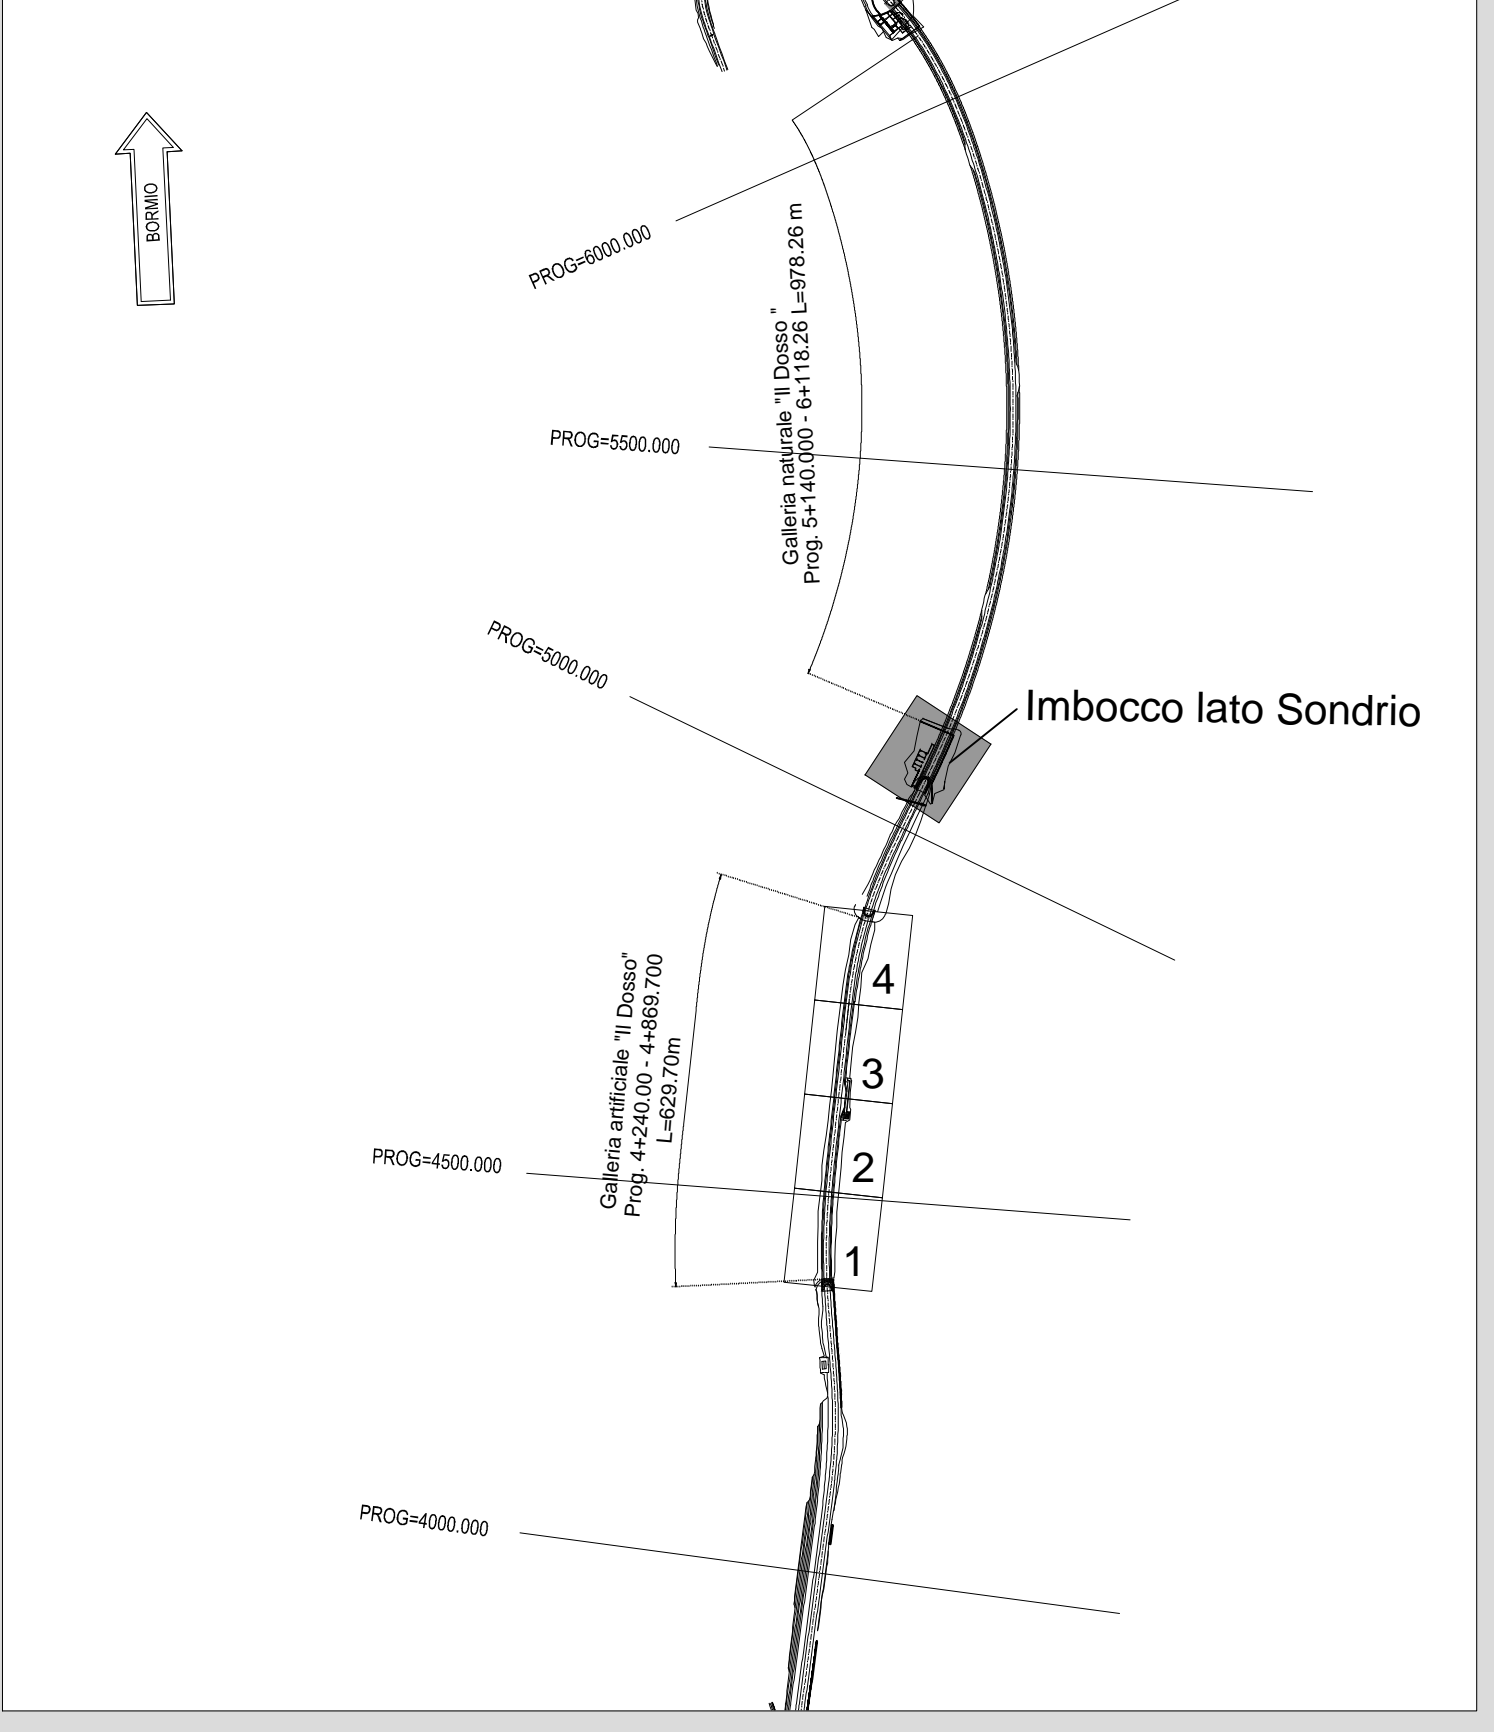 BORMIO
PROG=6000.000
Galleria naturale "Il Dosso "
Prog. 5+140.000 - 6+118.26 L=978.26 m
PROG=5500.000
PROG=5000.000
Imbocco lato Sondrio
Galleria artificiale "Il Dosso"
Prog. 4+240.00 - 4+869.700
L=629.70m
4
3
2
1
PROG=4500.000
PROG=4000.000